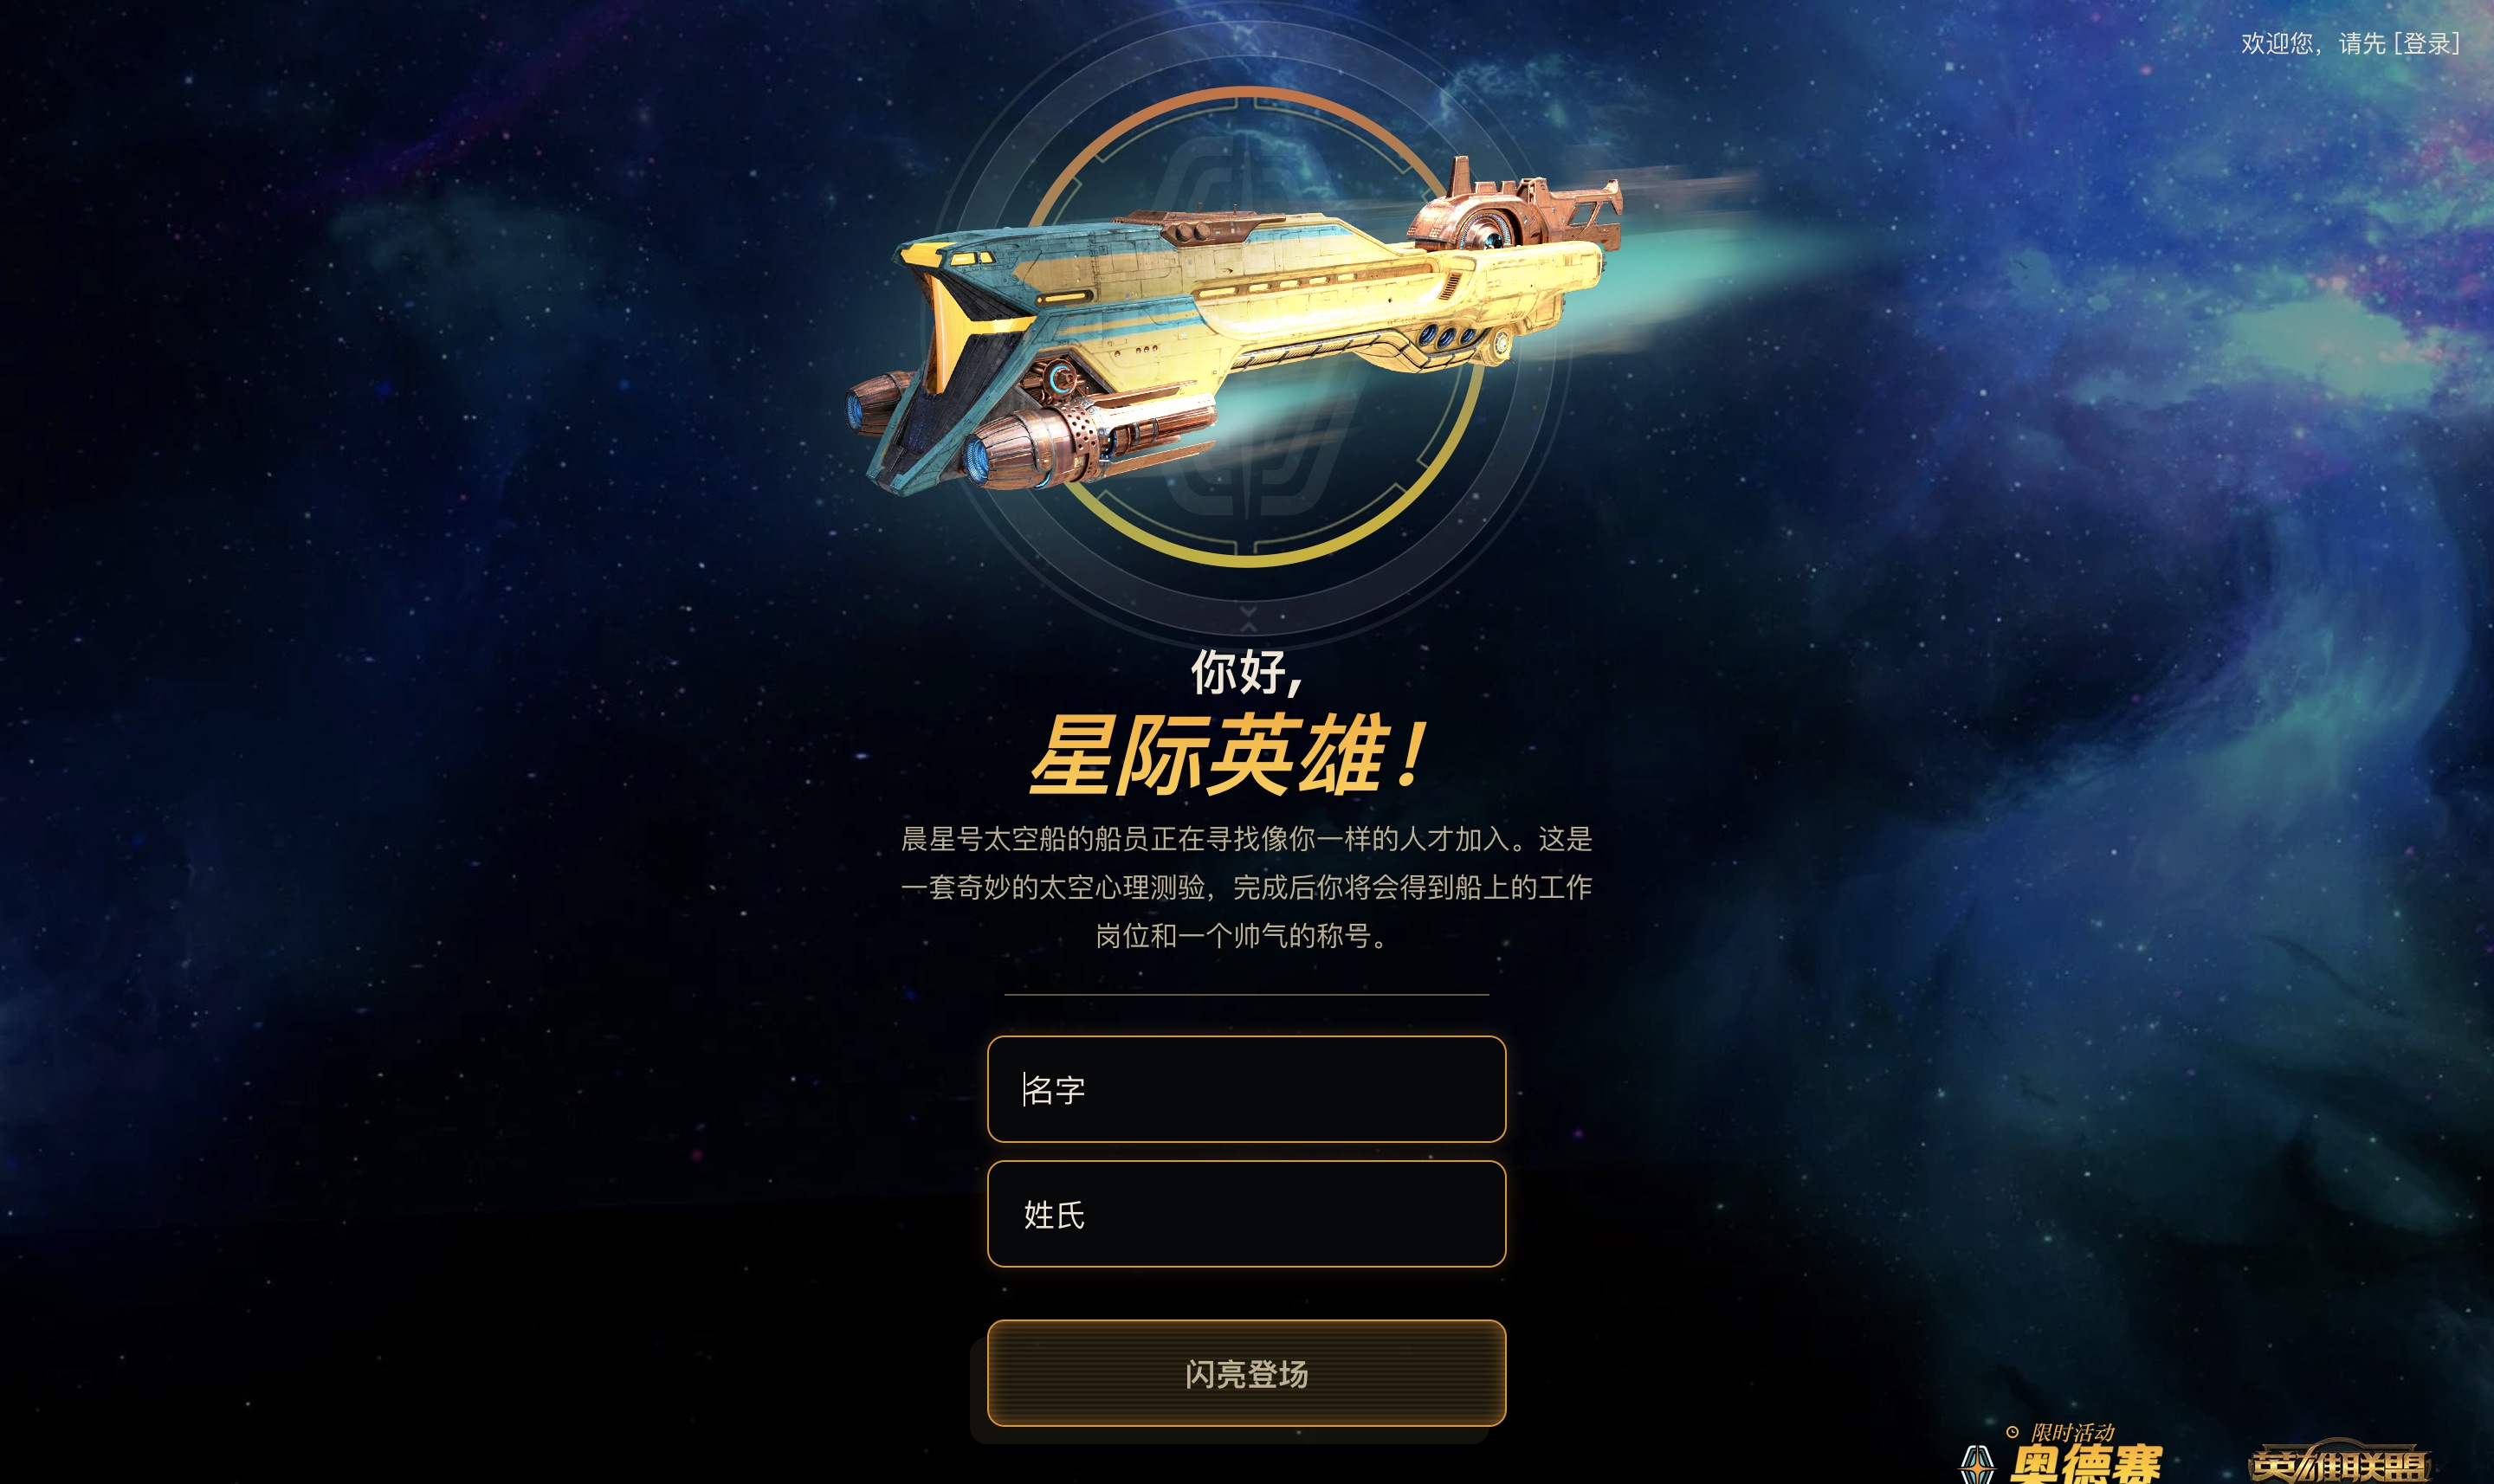 欢迎您，请先 [登录]
你好,
星际英雄！
晨星号太空船的船员正在寻找像你一样的人才加入。这是
一套奇妙的太空心理测验，完成后你将会得到船上的工作
岗位和一个帅气的称号。
名字
姓氏
闪亮登场
限时活动
奥德赛
英雄联盟